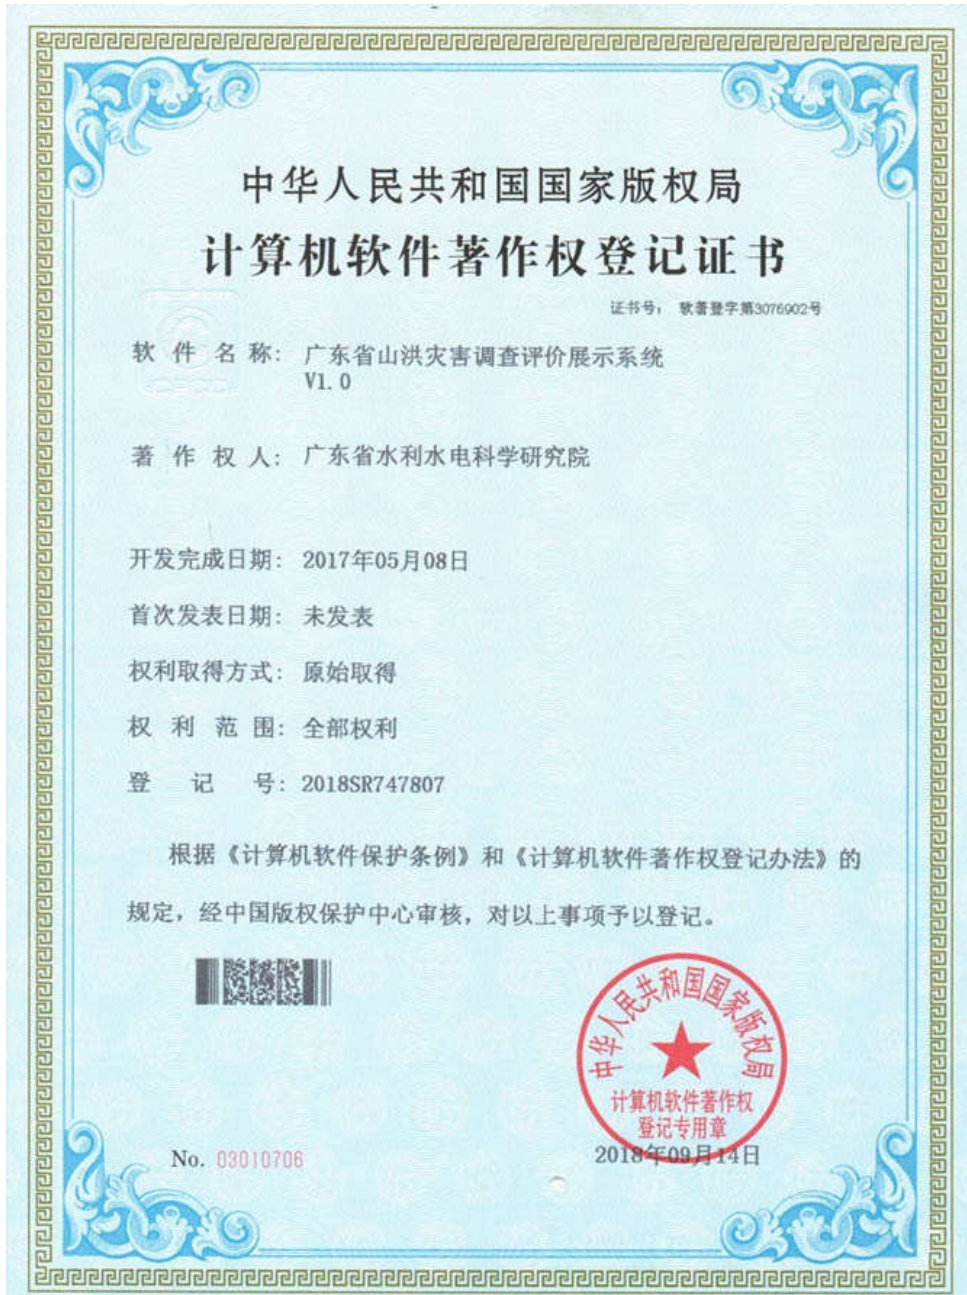 中华人民共和国国家版权局
计算机软件著作权登记证书
证书号： 软著登字第3076902号
软件名称： 广东省山洪灾害调查评价展示系统
V1.0
著作权人： 广东省水利水电科学研究院
开发完成日期： 2017年05月08日
首次发表日期： 未发表
权利取得方式： 原始取得
权利范围： 全部权利
登记号： 2018SR747807
根据《计算机软件保护条例》和《计算机软件著作权登记办法》的
规定，经中国版权保护中心审核，对以上事项予以登记。
中华人民共和国国家版权局
计算机软件著作权
登记专用章
No. 03010706
2018年09月14日